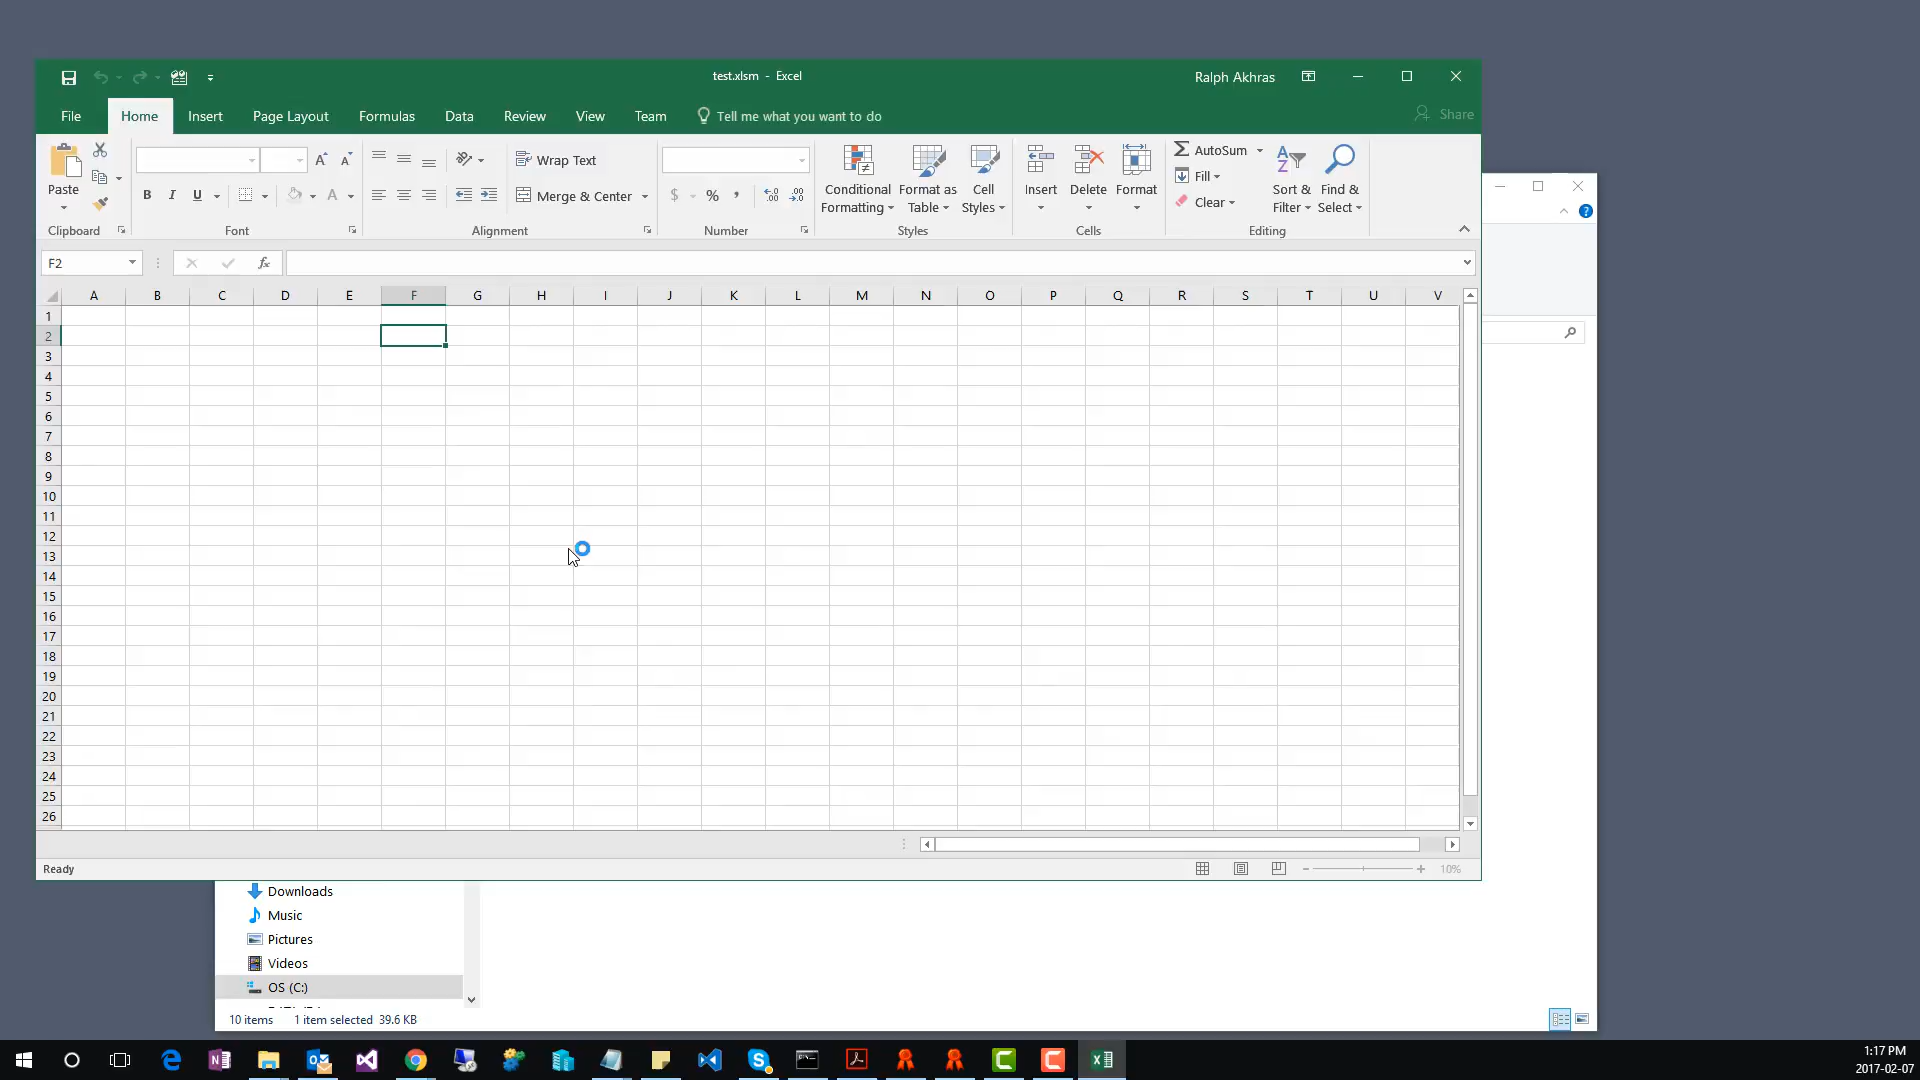 test.xlsm - Excel
Ralph Akhras
File Home Insert Page Layout Formulas Data Review View Team Tell me what you want to do Share
Paste
Clipboard
B I U
Font
Wrap Text
Merge & Center
Alignment
$ % ,
Number
Conditional Formatting
Format as Table
Cell Styles
Styles
Insert Delete Format
Cells
AutoSum
Fill
Clear
Sort & Filter
Find & Select
Editing
F2
fx
A B C D E F G H I J K L M N O P Q R S T U V
1
2
3
4
5
6
7
8
9
10
11
12
13
14
15
16
17
18
19
20
21
22
23
24
25
26
Ready
10%
Downloads
Music
Pictures
Videos
OS (C:)
10 items 1 item selected 39.6 KB
1:17 PM
2017-02-07